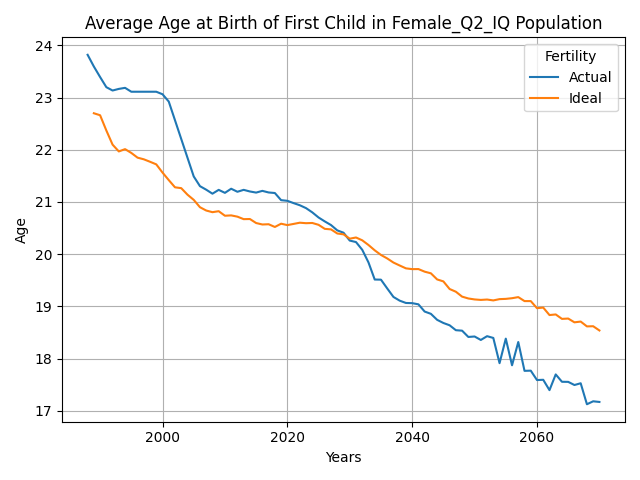 Average Age at Birth of First Child in Female_Q2_IQ Population
Fertility
Actual
Ideal
Age
24
23
22
21
20
19
18
17
2000
2020
2040
2060
Years